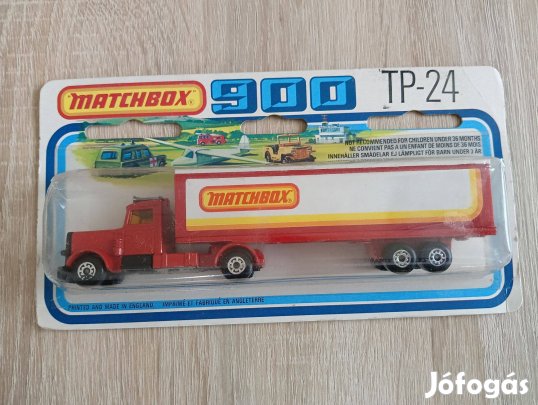 MATCHBOX 900 TP-24
NOT RECOMMENDED FOR CHILDREN UNDER 36 MONTHS
NE CONVIENT PAS A UN ENFANT DE MOINS DE 36 MOIS
INNEHÅLLER SMÅDELAR EJ LÄMPLIGT FÖR BARN UNDER 3 ÅR
MATCHBOX
PRINTED AND MADE IN ENGLAND. IMPRIMÉ ET FABRIQUÉ EN ANGLETERRE
Jófogás